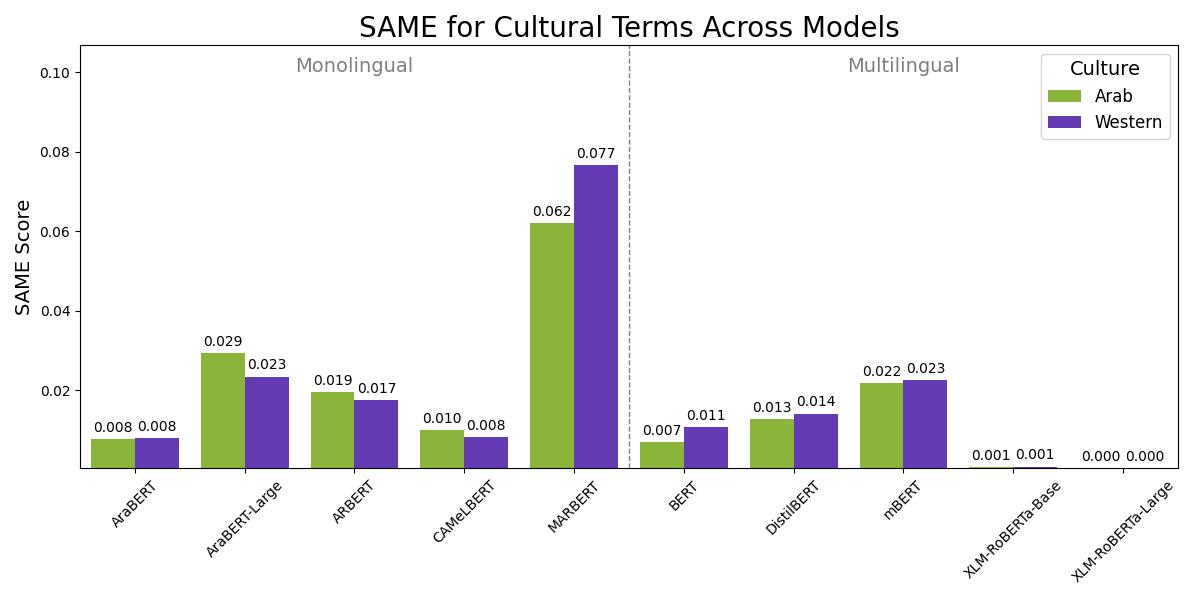 SAME for Cultural Terms Across Models
Monolingual
Multilingual
Culture
Arab
Western
SAME Score
0.10
0.08
0.06
0.04
0.02
0.008 0.008
0.029 0.023
0.019 0.017
0.010 0.008
0.062 0.077
0.007 0.011
0.013 0.014
0.022 0.023
0.001 0.001
0.000 0.000
AraBERT
AraBERT-Large
ARBERT
CAMeLBERT
MARBERT
BERT
DistilBERT
mBERT
XLM-RoBERTa-Base
XLM-RoBERTa-Large